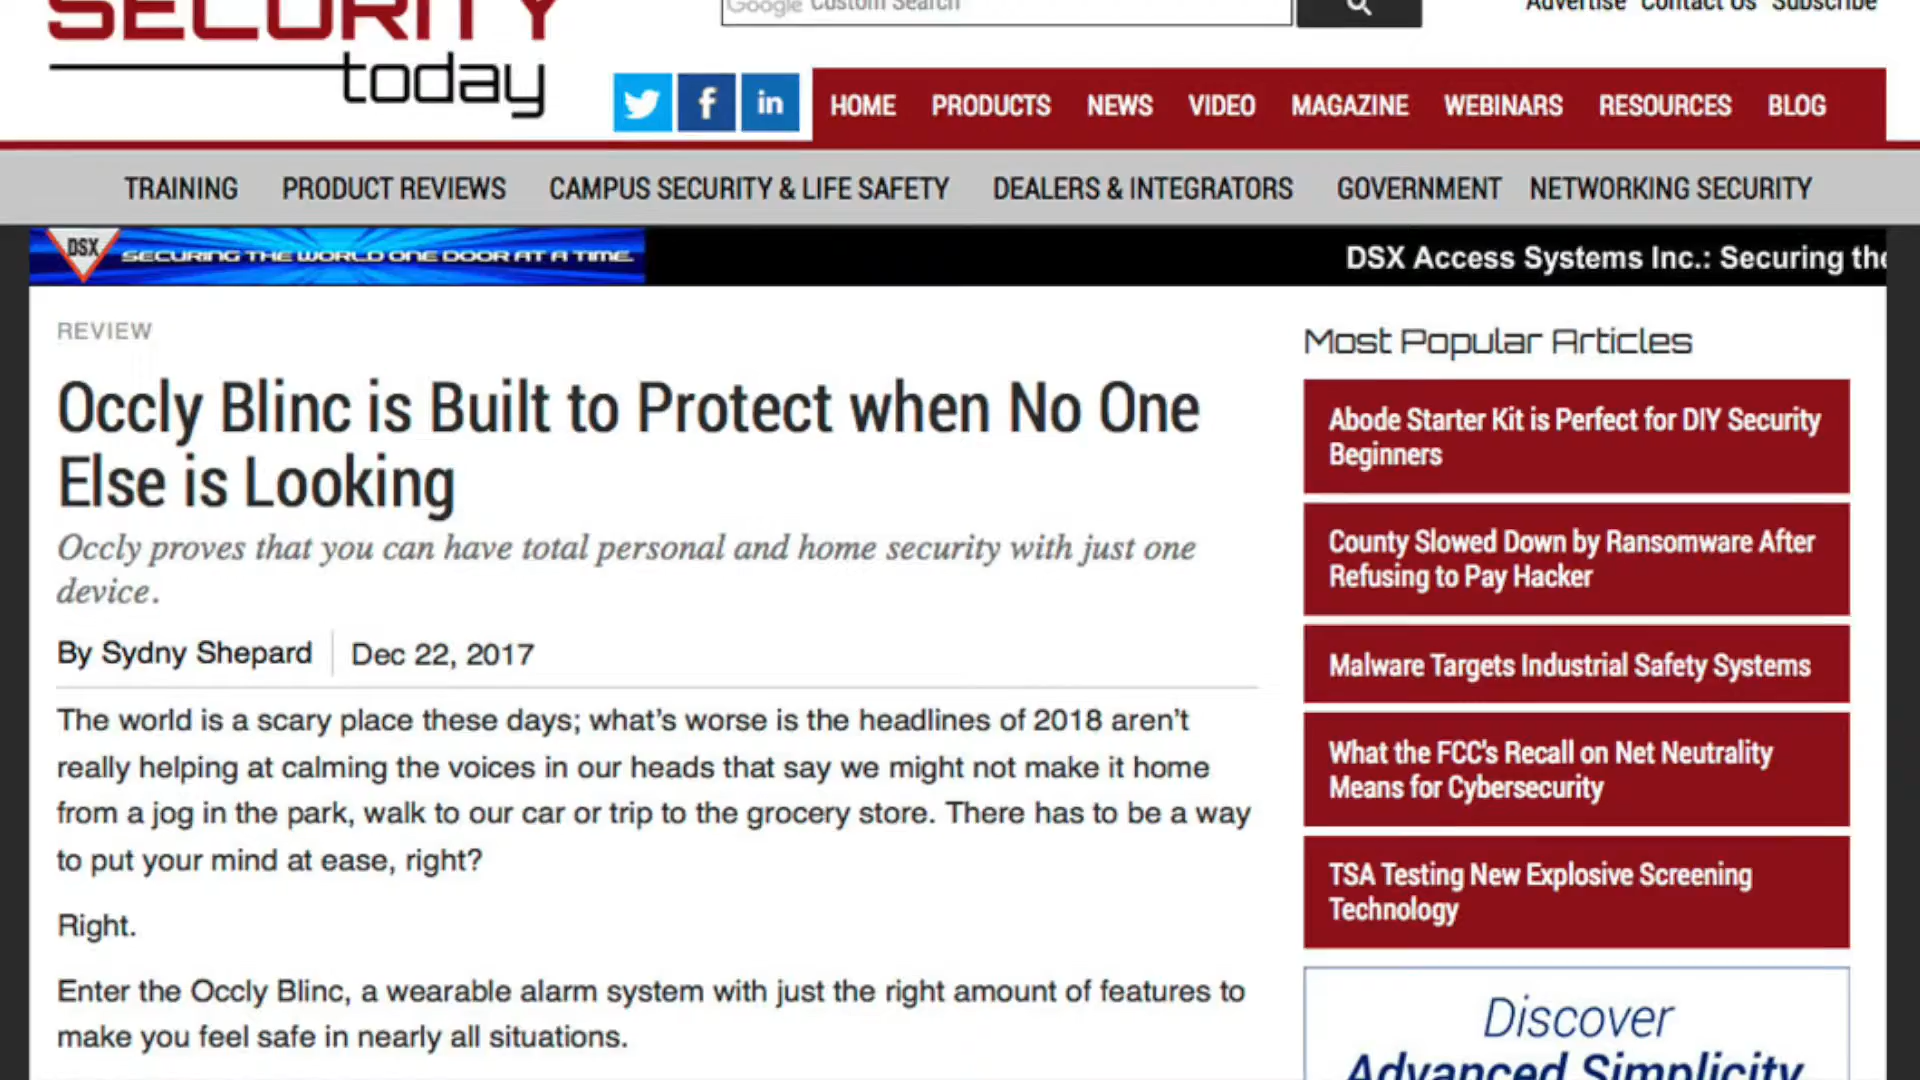 SECURITY
today
Google Custom Search
Advertise Contact Us Subscribe
HOME PRODUCTS NEWS VIDEO MAGAZINE WEBINARS RESOURCES BLOG
TRAINING PRODUCT REVIEWS CAMPUS SECURITY & LIFE SAFETY DEALERS & INTEGRATORS GOVERNMENT NETWORKING SECURITY
DSX SECURING THE WORLD ONE DOOR AT A TIME.
DSX Access Systems Inc.: Securing the
REVIEW
Occly Blinc is Built to Protect when No One
Else is Looking
Occly proves that you can have total personal and home security with just one
device.
By Sydny Shepard Dec 22, 2017
The world is a scary place these days; what's worse is the headlines of 2018 aren't
really helping at calming the voices in our heads that say we might not make it home
from a jog in the park, walk to our car or trip to the grocery store. There has to be a way
to put your mind at ease, right?
Right.
Enter the Occly Blinc, a wearable alarm system with just the right amount of features to
make you feel safe in nearly all situations.
Most Popular Articles
Abode Starter Kit is Perfect for DIY Security
Beginners
County Slowed Down by Ransomware After
Refusing to Pay Hacker
Malware Targets Industrial Safety Systems
What the FCC's Recall on Net Neutrality
Means for Cybersecurity
TSA Testing New Explosive Screening
Technology
Discover
Advanced Simplicity